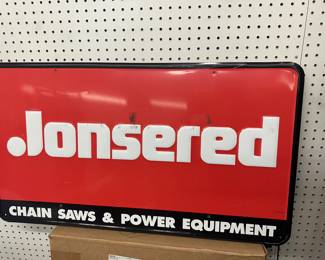 Jonsered
CHAIN SAWS & POWER EQUIPMENT